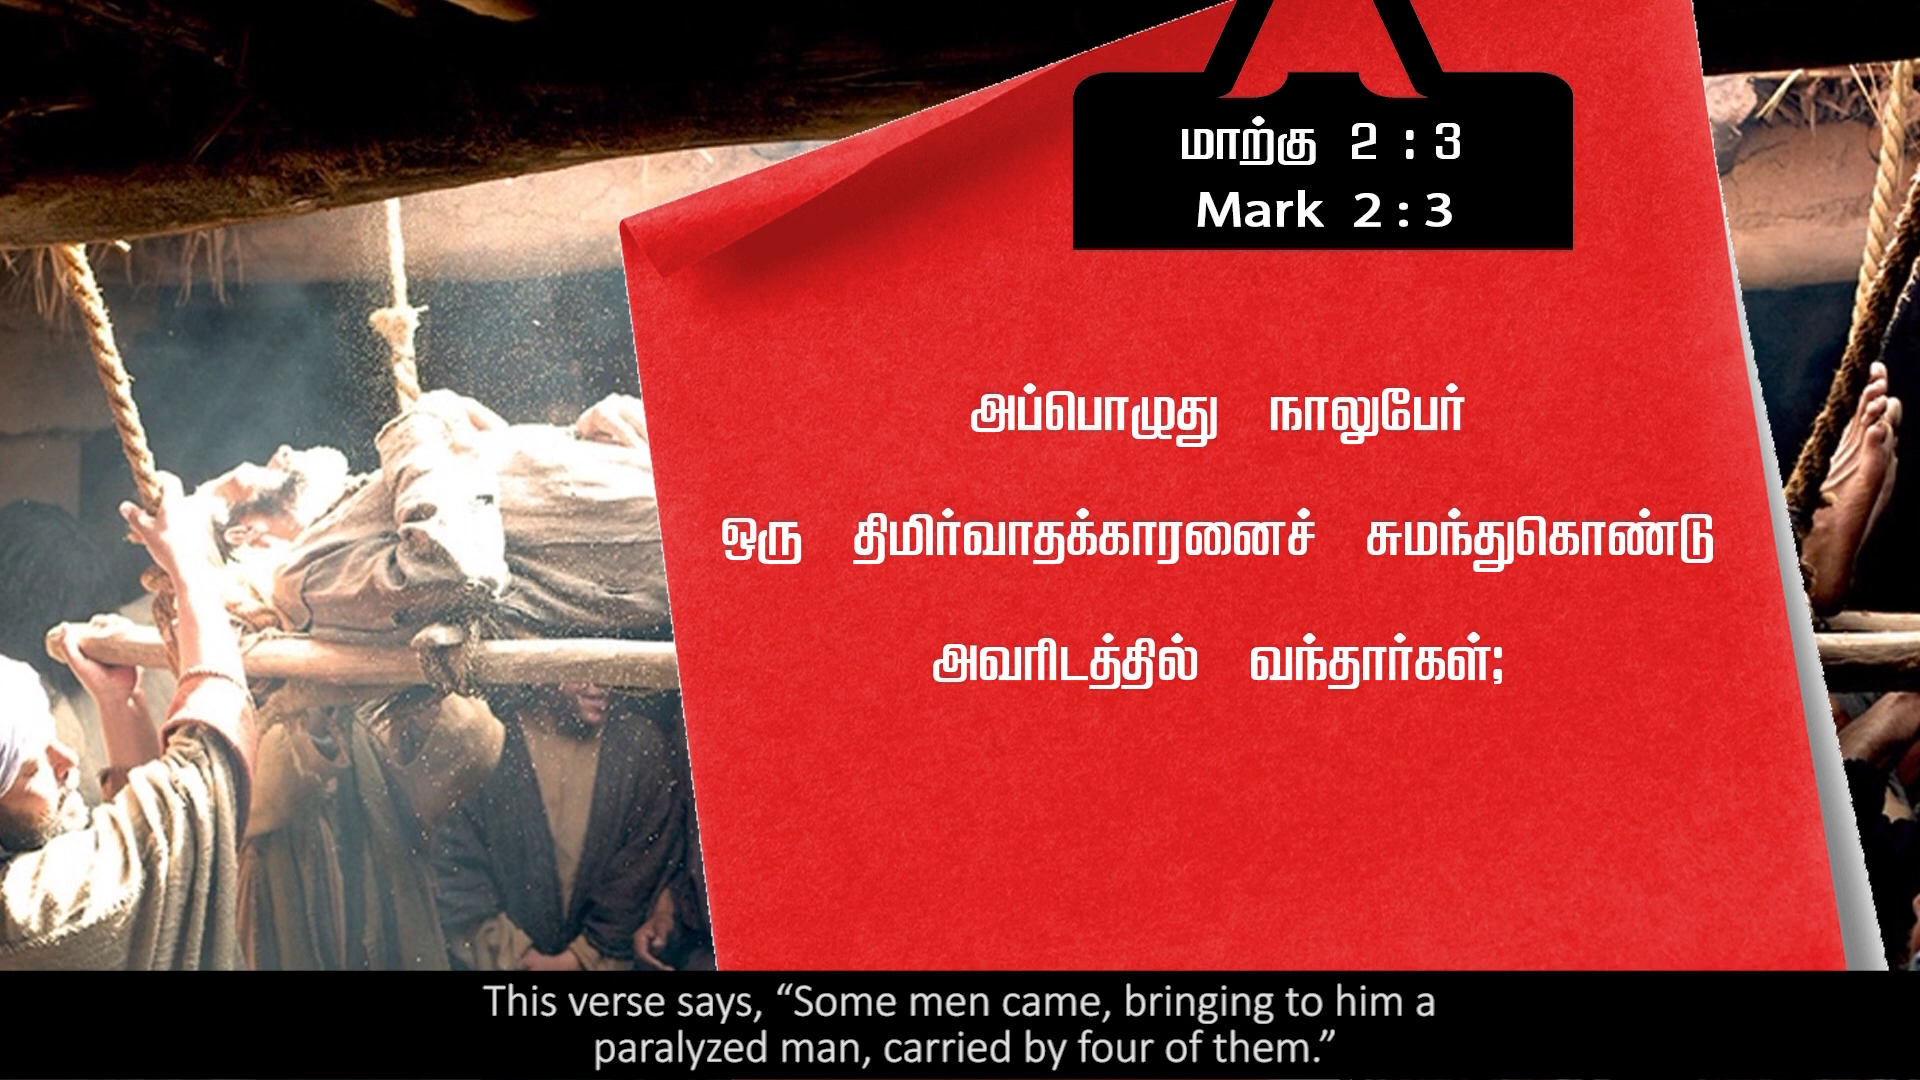 மாற்கு 2 : 3
Mark 2 : 3
அப்பொழுது நாலுபேர்
ஒரு திமிர்வாதக்காரனைச் சுமந்துகொண்டு
அவரிடத்தில் வந்தார்கள்;
This verse says, “Some men came, bringing to him a
paralyzed man, carried by four of them.”